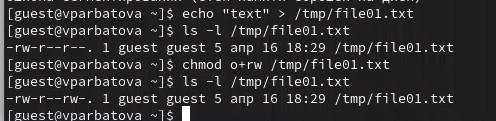 [guest@vparbatova ~]$ echo "text" > /tmp/file01.txt
[guest@vparbatova ~]$ ls -l /tmp/file01.txt
-rw-r--r--. 1 guest guest 5 апр 16 18:29 /tmp/file01.txt
[guest@vparbatova ~]$ chmod o+rw /tmp/file01.txt
[guest@vparbatova ~]$ ls -l /tmp/file01.txt
-rw-r--rw-. 1 guest guest 5 апр 16 18:29 /tmp/file01.txt
[guest@vparbatova ~]$